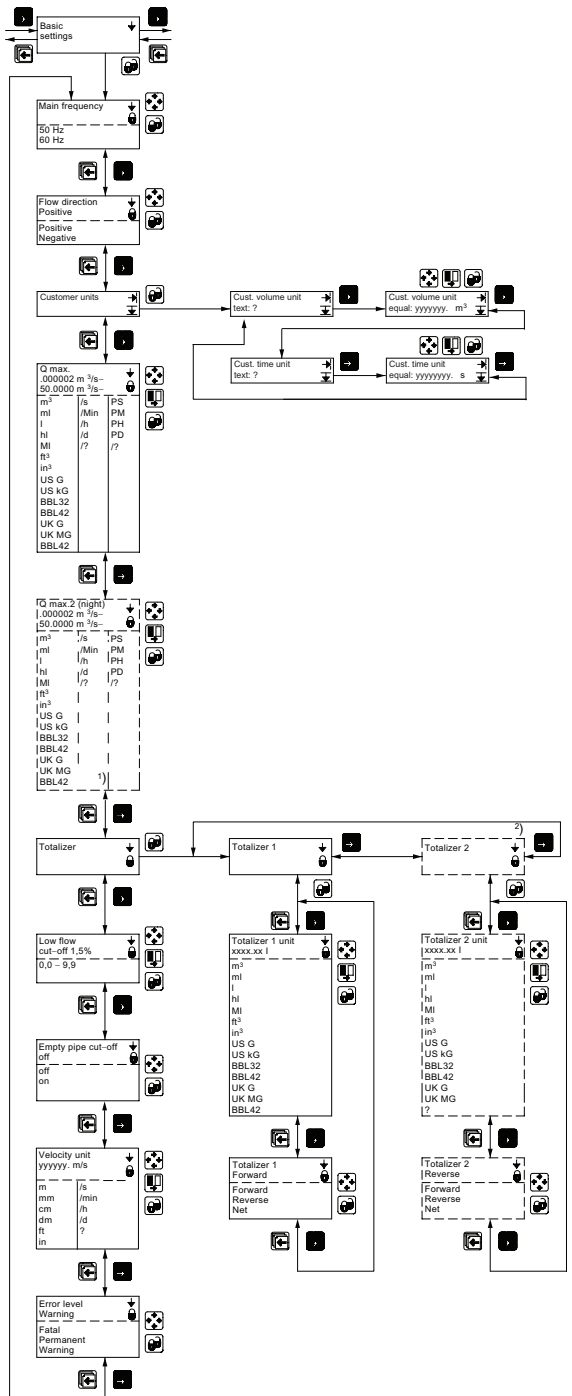 Basic
settings
Main frequency
50 Hz
60 Hz
Flow direction
Positive
Positive
Negative
Customer units
Cust. volume unit
text: ?
Cust. volume unit
equal: yyyyyyy. m³
Cust. time unit
text: ?
Cust. time unit
equal: yyyyyyyy. s
Q max.
.000002 m ³/s–
50.0000 m ³/s–
m³ /s PS
ml /Min PM
l /h PH
hl /d PD
Ml /? /?
ft³
in³
US G
US kG
BBL32
BBL42
UK G
UK MG
BBL42
Q max.2 (night)
.000002 m ³/s–
50.0000 m ³/s–
m³ /s PS
ml /Min PM
l /h PH
hl /d PD
Ml /? /?
ft³
in³
US G
US kG
BBL32
BBL42
UK G
UK MG
BBL42 1)
Totalizer
Totalizer 1
2)
Totalizer 2
Low flow
cut–off 1,5%
0,0 – 9,9
Empty pipe cut–off
off
off
on
Velocity unit
yyyyyy. m/s
m /s
mm /min
cm /h
dm /d
ft ?
in
Error level
Warning
Fatal
Permanent
Warning
Totalizer 1 unit
xxxx.xx l
m³
ml
l
hl
Ml
ft³
in³
US G
US kG
BBL32
BBL42
UK G
UK MG
BBL42
Totalizer 1
Forward
Forward
Reverse
Net
Totalizer 2 unit
xxxx.xx l
m³
ml
l
hl
Ml
ft³
in³
US G
US kG
BBL32
BBL42
UK G
UK MG
?
Totalizer 2
Reverse
Forward
Reverse
Net